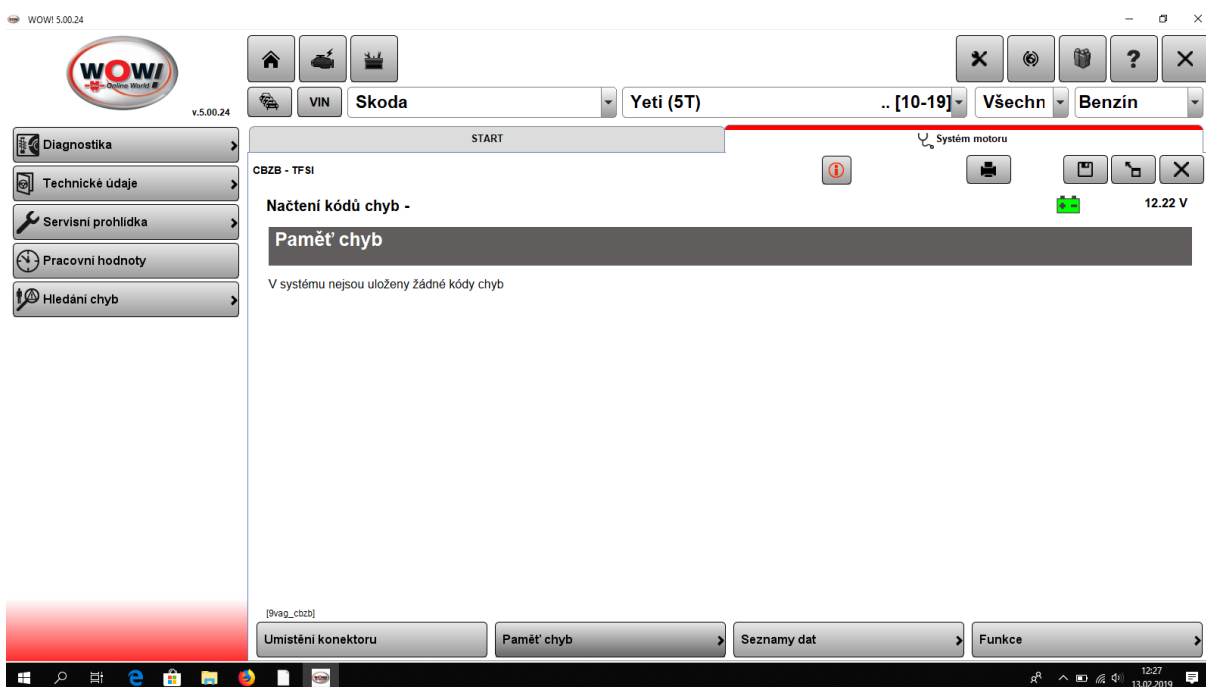 WOW! 5.00.24
WOW!
Online World
v.5.00.24
VIN
Skoda
Yeti (5T)
.. [10-19]
Všechn
Benzín
Diagnostika
Technické údaje
Servisní prohlídka
Pracovní hodnoty
Hledání chyb
START
Systém motoru
CBZB - TFSI
Načtení kódů chyb -
12.22 V
Paměť chyb
V systému nejsou uloženy žádné kódy chyb
[9vag_cbzb]
Umístění konektoru
Paměť chyb
Seznamy dat
Funkce
12:27
13.02.2019